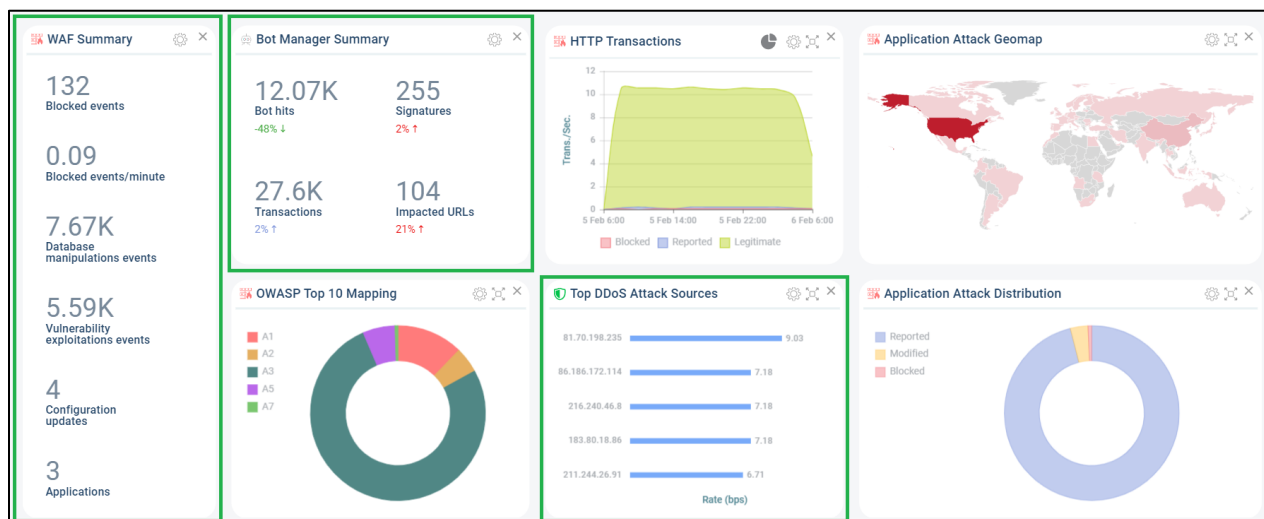 WAF Summary
132
Blocked events
0.09
Blocked events/minute
7.67K
Database
manipulations events
5.59K
Vulnerability
exploitations events
4
Configuration
updates
3
Applications
Bot Manager Summary
12.07K
Bot hits
-48% ↓
255
Signatures
2% ↑
27.6K
Transactions
2% ↑
104
Impacted URLs
21% ↑
HTTP Transactions
Trans./Sec.
12
10
8
6
4
2
0
5 Feb 6:00 5 Feb 14:00 5 Feb 22:00 6 Feb 6:00
Blocked Reported Legitimate
Application Attack Geomap
OWASP Top 10 Mapping
A1
A2
A3
A5
A7
Top DDoS Attack Sources
81.70.198.235 9.03
86.186.172.114 7.18
216.240.46.8 7.18
183.80.18.86 7.18
211.244.26.91 6.71
Rate (bps)
Application Attack Distribution
Reported
Modified
Blocked